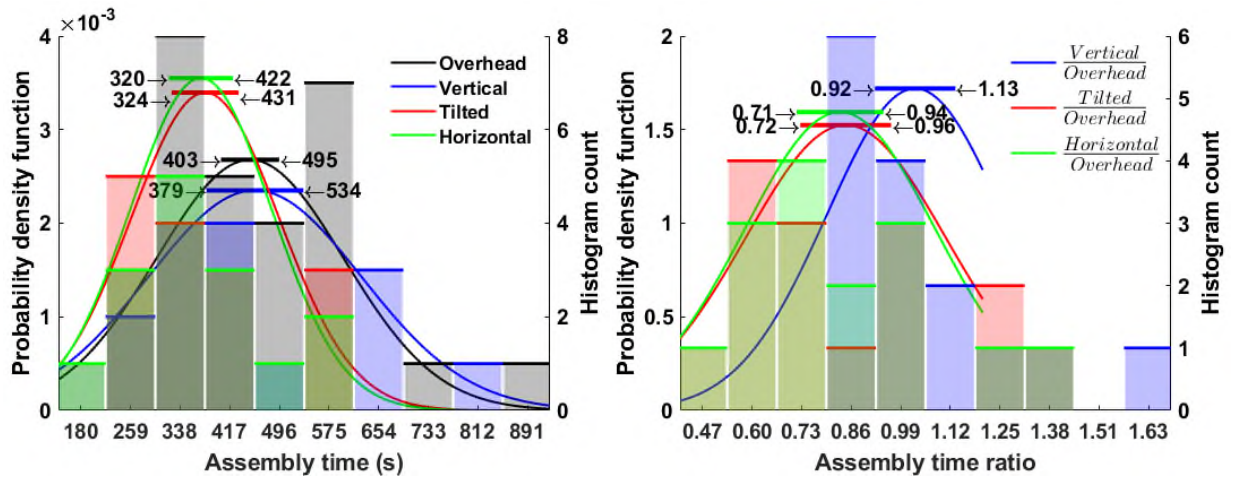 ×10⁻³
4
3
2
1
0
Probability density function
180 259 338 417 496 575 654 733 812 891
Assembly time (s)
8
6
4
2
0
Histogram count
320→ ←422
324→ ←431
403→ ←495
379→ ←534
Overhead
Vertical
Tilted
Horizontal
2
1.5
1
0.5
0
Probability density function
0.47 0.60 0.73 0.86 0.99 1.12 1.25 1.38 1.51 1.63
Assembly time ratio
6
5
4
3
2
1
0
Histogram count
0.92→ ←1.13
0.71→ ←0.94
0.72→ ←0.96
Vertical
Overhead
Tilted
Overhead
Horizontal
Overhead